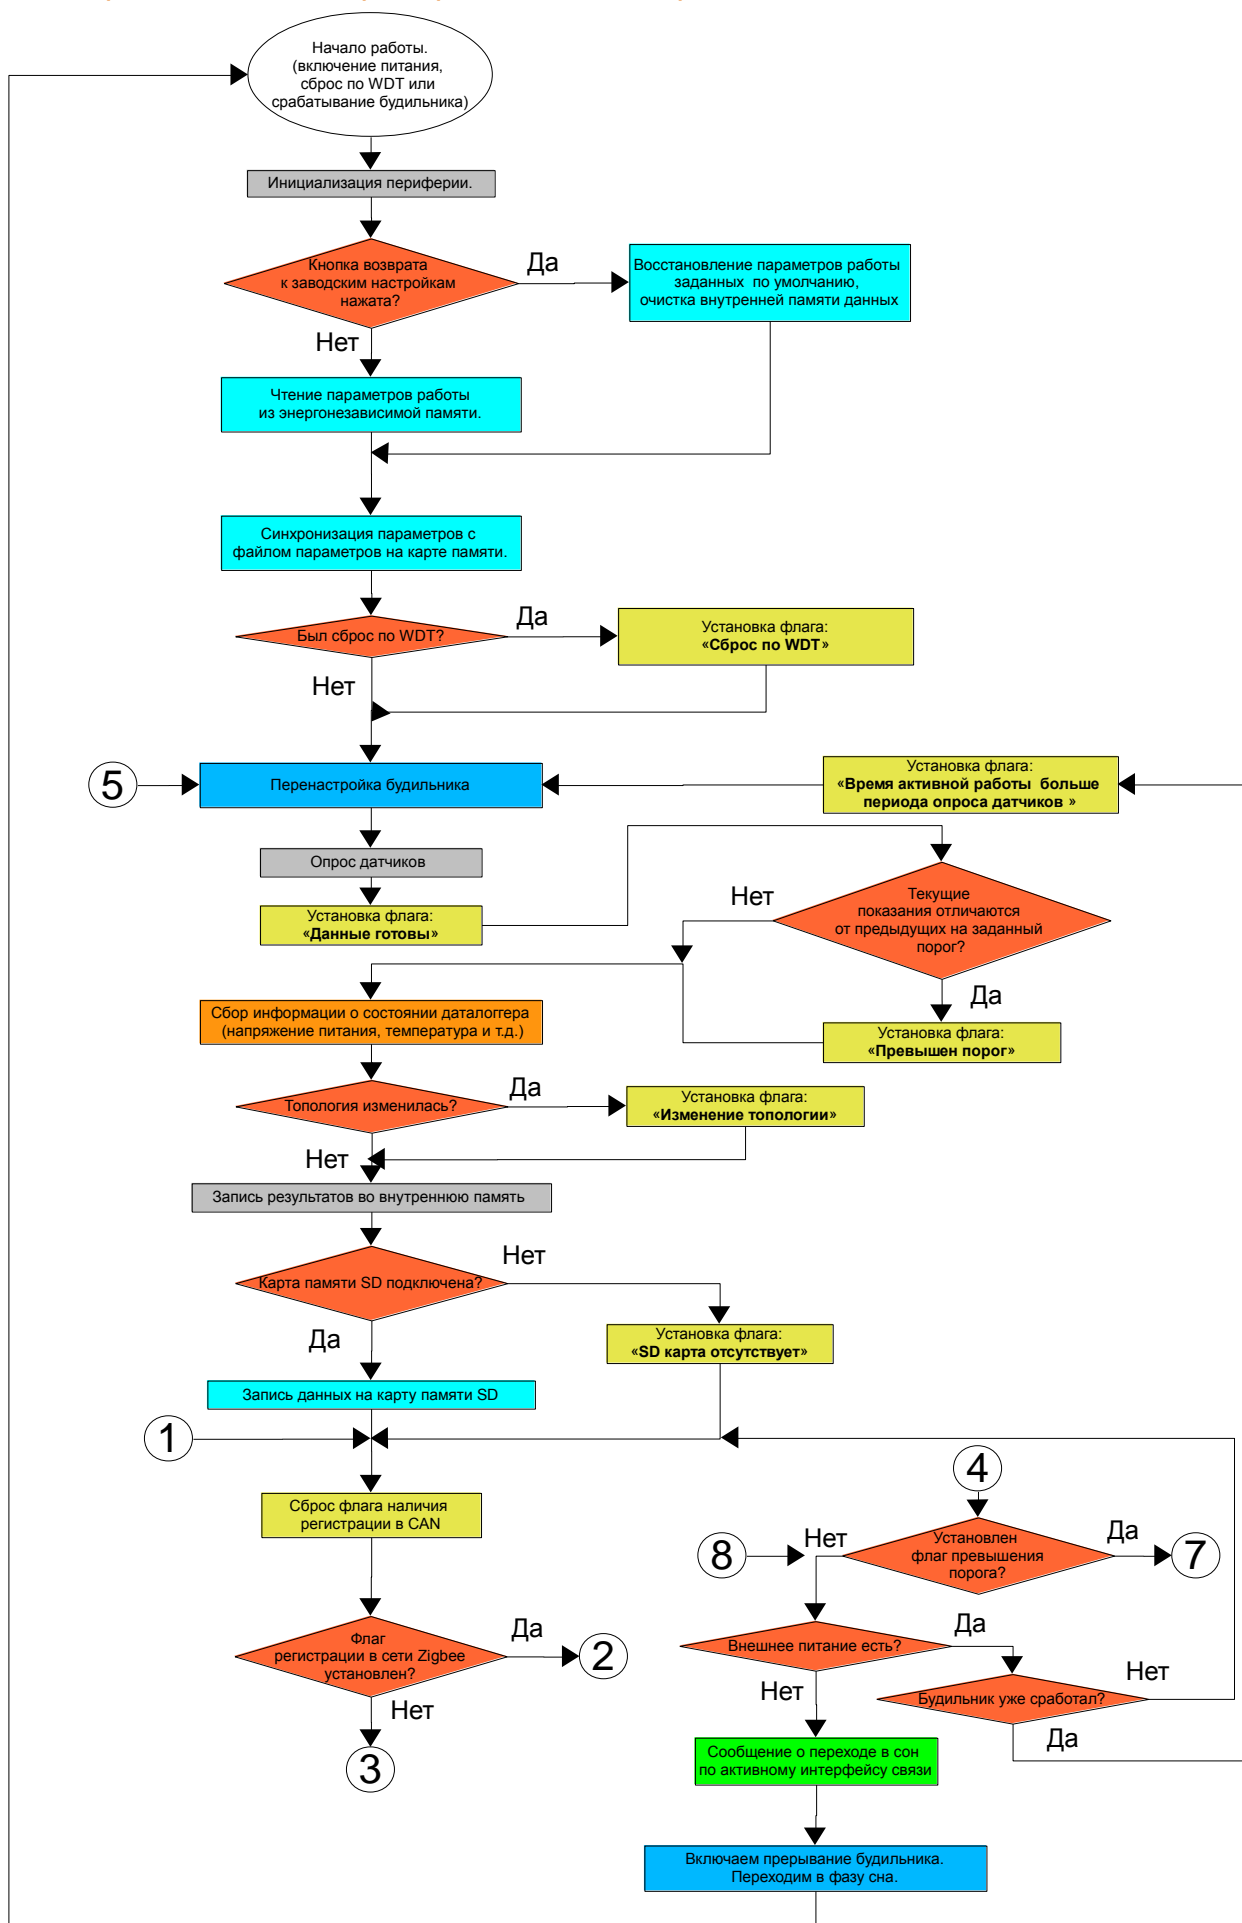 Начало работы.
(включение питания,
сброс по WDT или
срабатывание будильника)
Инициализация периферии.
Кнопка возврата
к заводским настройкам
нажата?
Да
Восстановление параметров работы
заданных по умолчанию,
очистка внутренней памяти данных
Нет
Чтение параметров работы
из энергонезависимой памяти.
Синхронизация параметров с
файлом параметров на карте памяти.
Был сброс по WDT?
Да
Установка флага:
«Сброс по WDT»
Нет
5
Перенастройка будильника
Установка флага:
«Время активной работы больше
периода опроса датчиков »
Опрос датчиков
Установка флага:
«Данные готовы»
Нет
Текущие
показания отличаются
от предыдущих на заданный
порог?
Да
Сбор информации о состоянии даталоггера
(напряжение питания, температура и т.д.)
Установка флага:
«Превышен порог»
Топология изменилась?
Да
Установка флага:
«Изменение топологии»
Нет
Запись результатов во внутреннюю память
Карта памяти SD подключена?
Нет
Да
Установка флага:
«SD карта отсутствует»
Запись данных на карту памяти SD
1
4
Сброс флага наличия
регистрации в CAN
8
Нет
Установлен
флаг превышения
порога?
Да
7
Флаг
регистрации в сети Zigbee
установлен?
Да
2
Нет
3
Внешнее питание есть?
Да
Нет
Будильник уже сработал?
Нет
Да
Сообщение о переходе в сон
по активному интерфейсу связи
Включаем прерывание будильника.
Переходим в фазу сна.